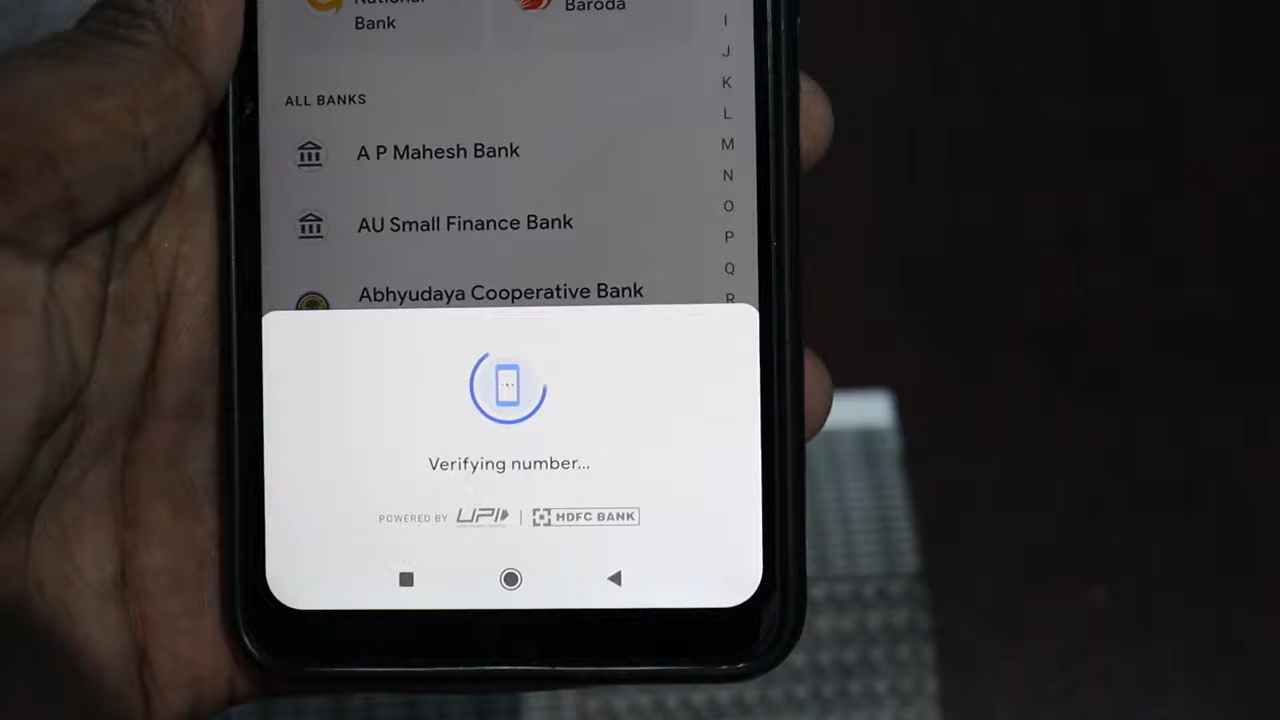 National
Bank
Baroda
ALL BANKS
A P Mahesh Bank
AU Small Finance Bank
Abhyudaya Cooperative Bank
I
J
K
L
M
N
O
P
Q
R
Verifying number...
POWERED BY UPI | HDFC BANK